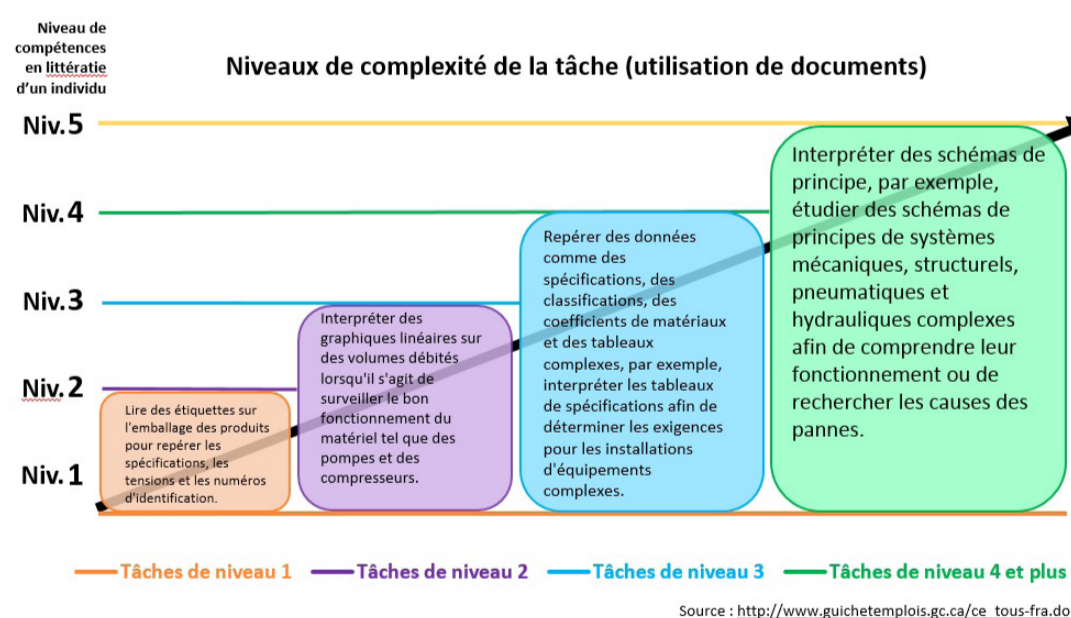 Niveau de
compétences
en littératie
d'un individu
Niveaux de complexité de la tâche (utilisation de documents)
Niv.5
Niv.4
Niv.3
Niv.2
Niv.1
Lire des étiquettes sur
l'emballage des produits
pour repérer les
spécifications, les
tensions et les numéros
d'identification.
Interpréter des
graphiques linéaires sur
des volumes débités
lorsqu'il s'agit de
surveiller le bon
fonctionnement du
matériel tel que des
pompes et des
compresseurs.
Repérer des données
comme des
spécifications, des
classifications, des
coefficients de matériaux
et des tableaux
complexes, par exemple,
interpréter les tableaux
de spécifications afin de
déterminer les exigences
pour les installations
d'équipements
complexes.
Interpréter des schémas de
principe, par exemple,
étudier des schémas de
principes de systèmes
mécaniques, structurels,
pneumatiques et
hydrauliques complexes
afin de comprendre leur
fonctionnement ou de
rechercher les causes des
pannes.
Tâches de niveau 1
Tâches de niveau 2
Tâches de niveau 3
Tâches de niveau 4 et plus
Source : http://www.guichetemplois.gc.ca/ce_tous-fra.do